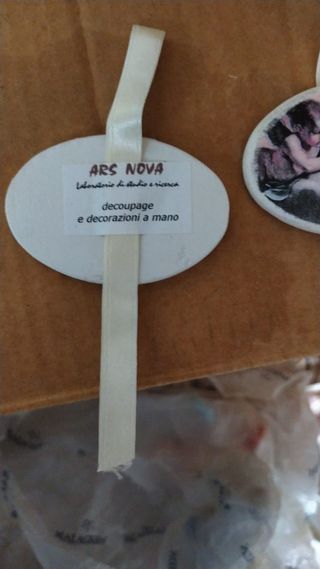 ARS NOVA
Laboratorio di studio e ricerca
decoupage
e decorazioni a mano